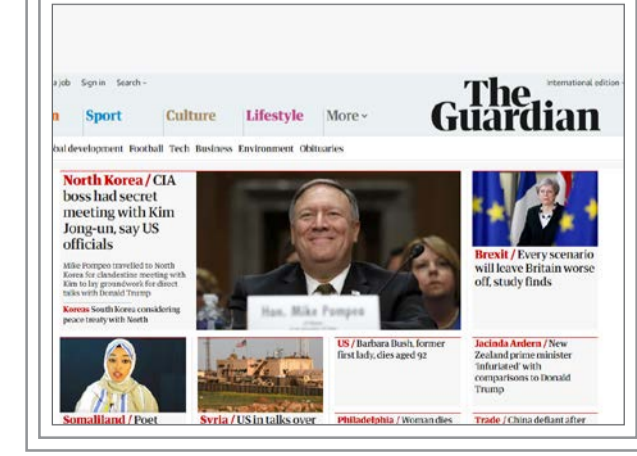 a job Sign in Search
international edition
The
Guardian
Sport Culture Lifestyle More
bal development Football Tech Business Environment Obituaries
North Korea / CIA
boss had secret
meeting with Kim
Jong-un, say US
officials
Mike Pompeo travelled to North
Korea for clandestine meeting with
Kim to lay groundwork for direct
talks with Donald Trump
Koreas South Korea considering
peace treaty with North
Hon. Mike Pompeo
Brexit / Every scenario
will leave Britain worse
off, study finds
US / Barbara Bush, former
first lady, dies aged 92
Jacinda Ardern / New
Zealand prime minister
'infuriated' with
comparisons to Donald
Trump
Somaliland / Poet
Syria / US in talks over
Philadelphia / Woman dies
Trade / China defiant after